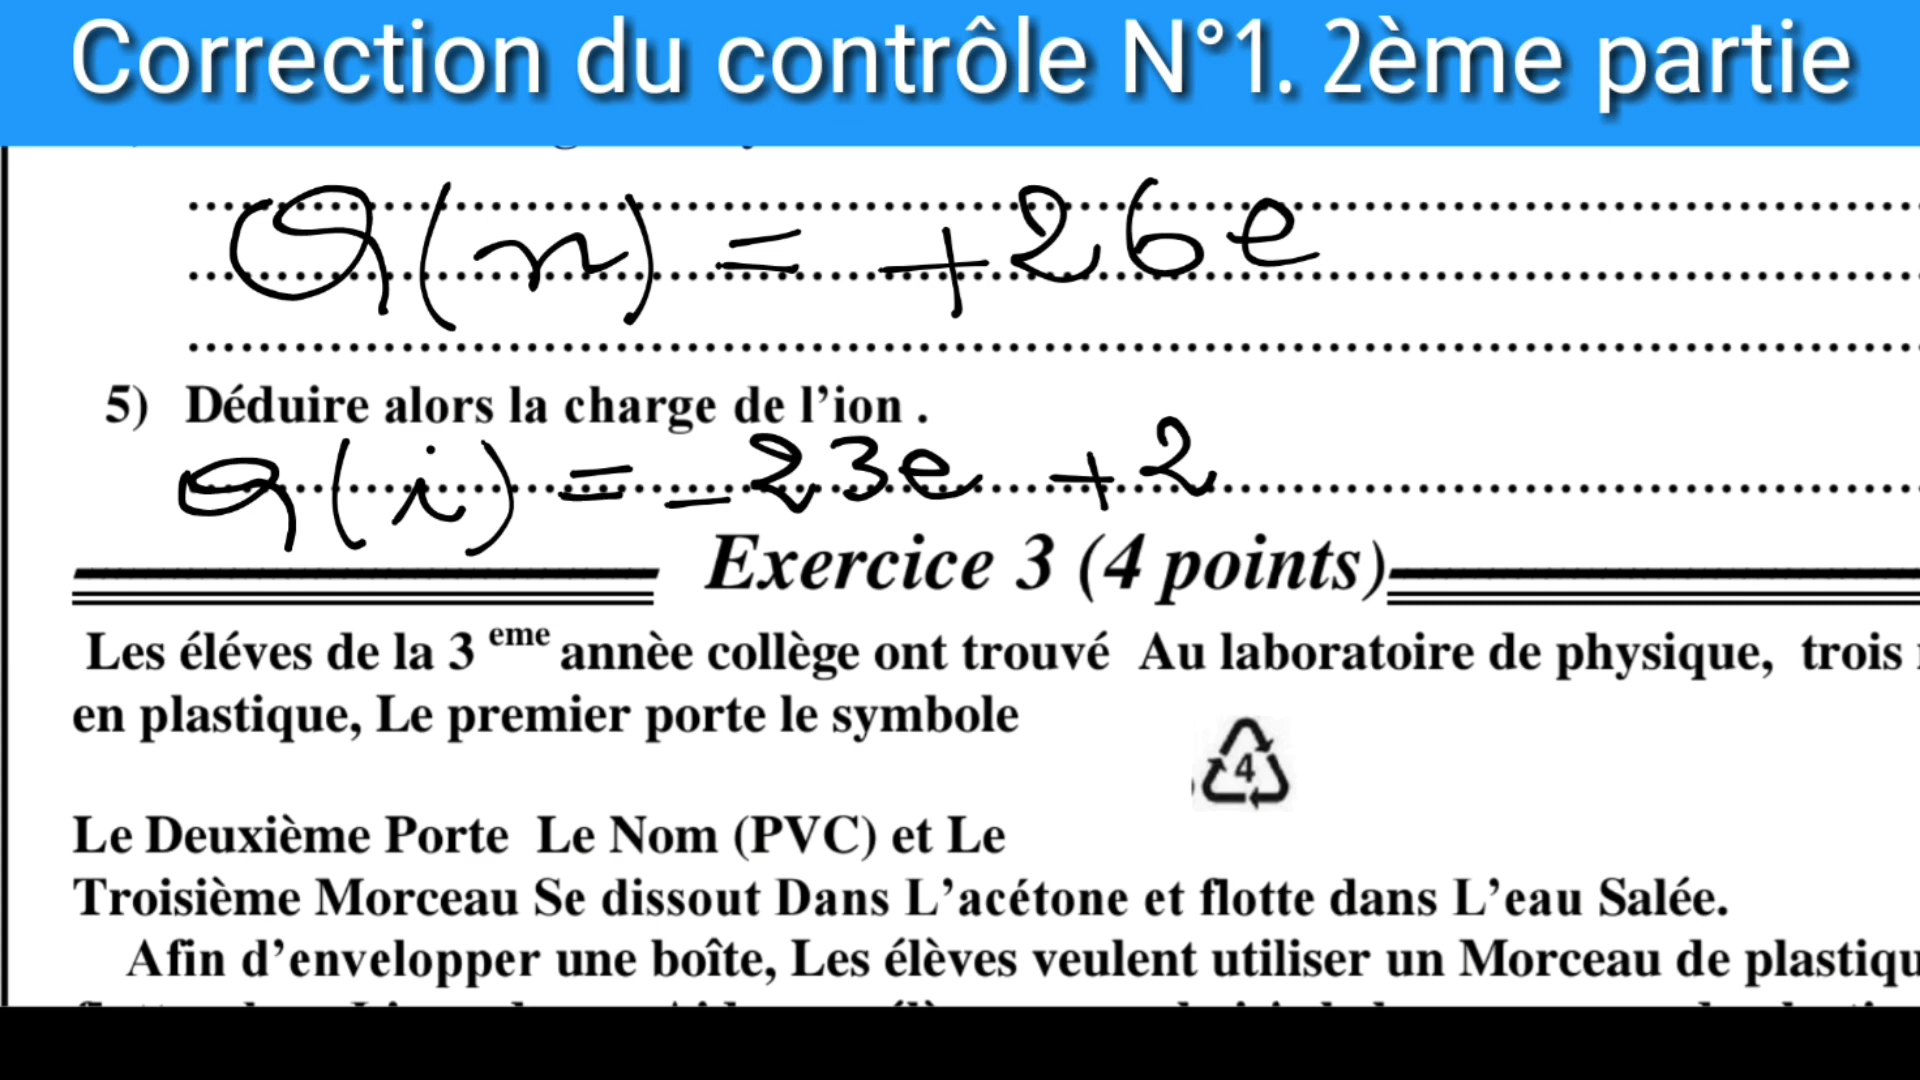 Correction du contrôle N°1. 2ème partie
q(n) = +26e
5) Déduire alors la charge de l’ion .
q(i) = -23e +2
Exercice 3 (4 points)
Les éléves de la 3 eme annèe collège ont trouvé Au laboratoire de physique, trois
en plastique, Le premier porte le symbole
4
Le Deuxième Porte Le Nom (PVC) et Le
Troisième Morceau Se dissout Dans L’acétone et flotte dans L’eau Salée.
Afin d’envelopper une boîte, Les élèves veulent utiliser un Morceau de plastiqu